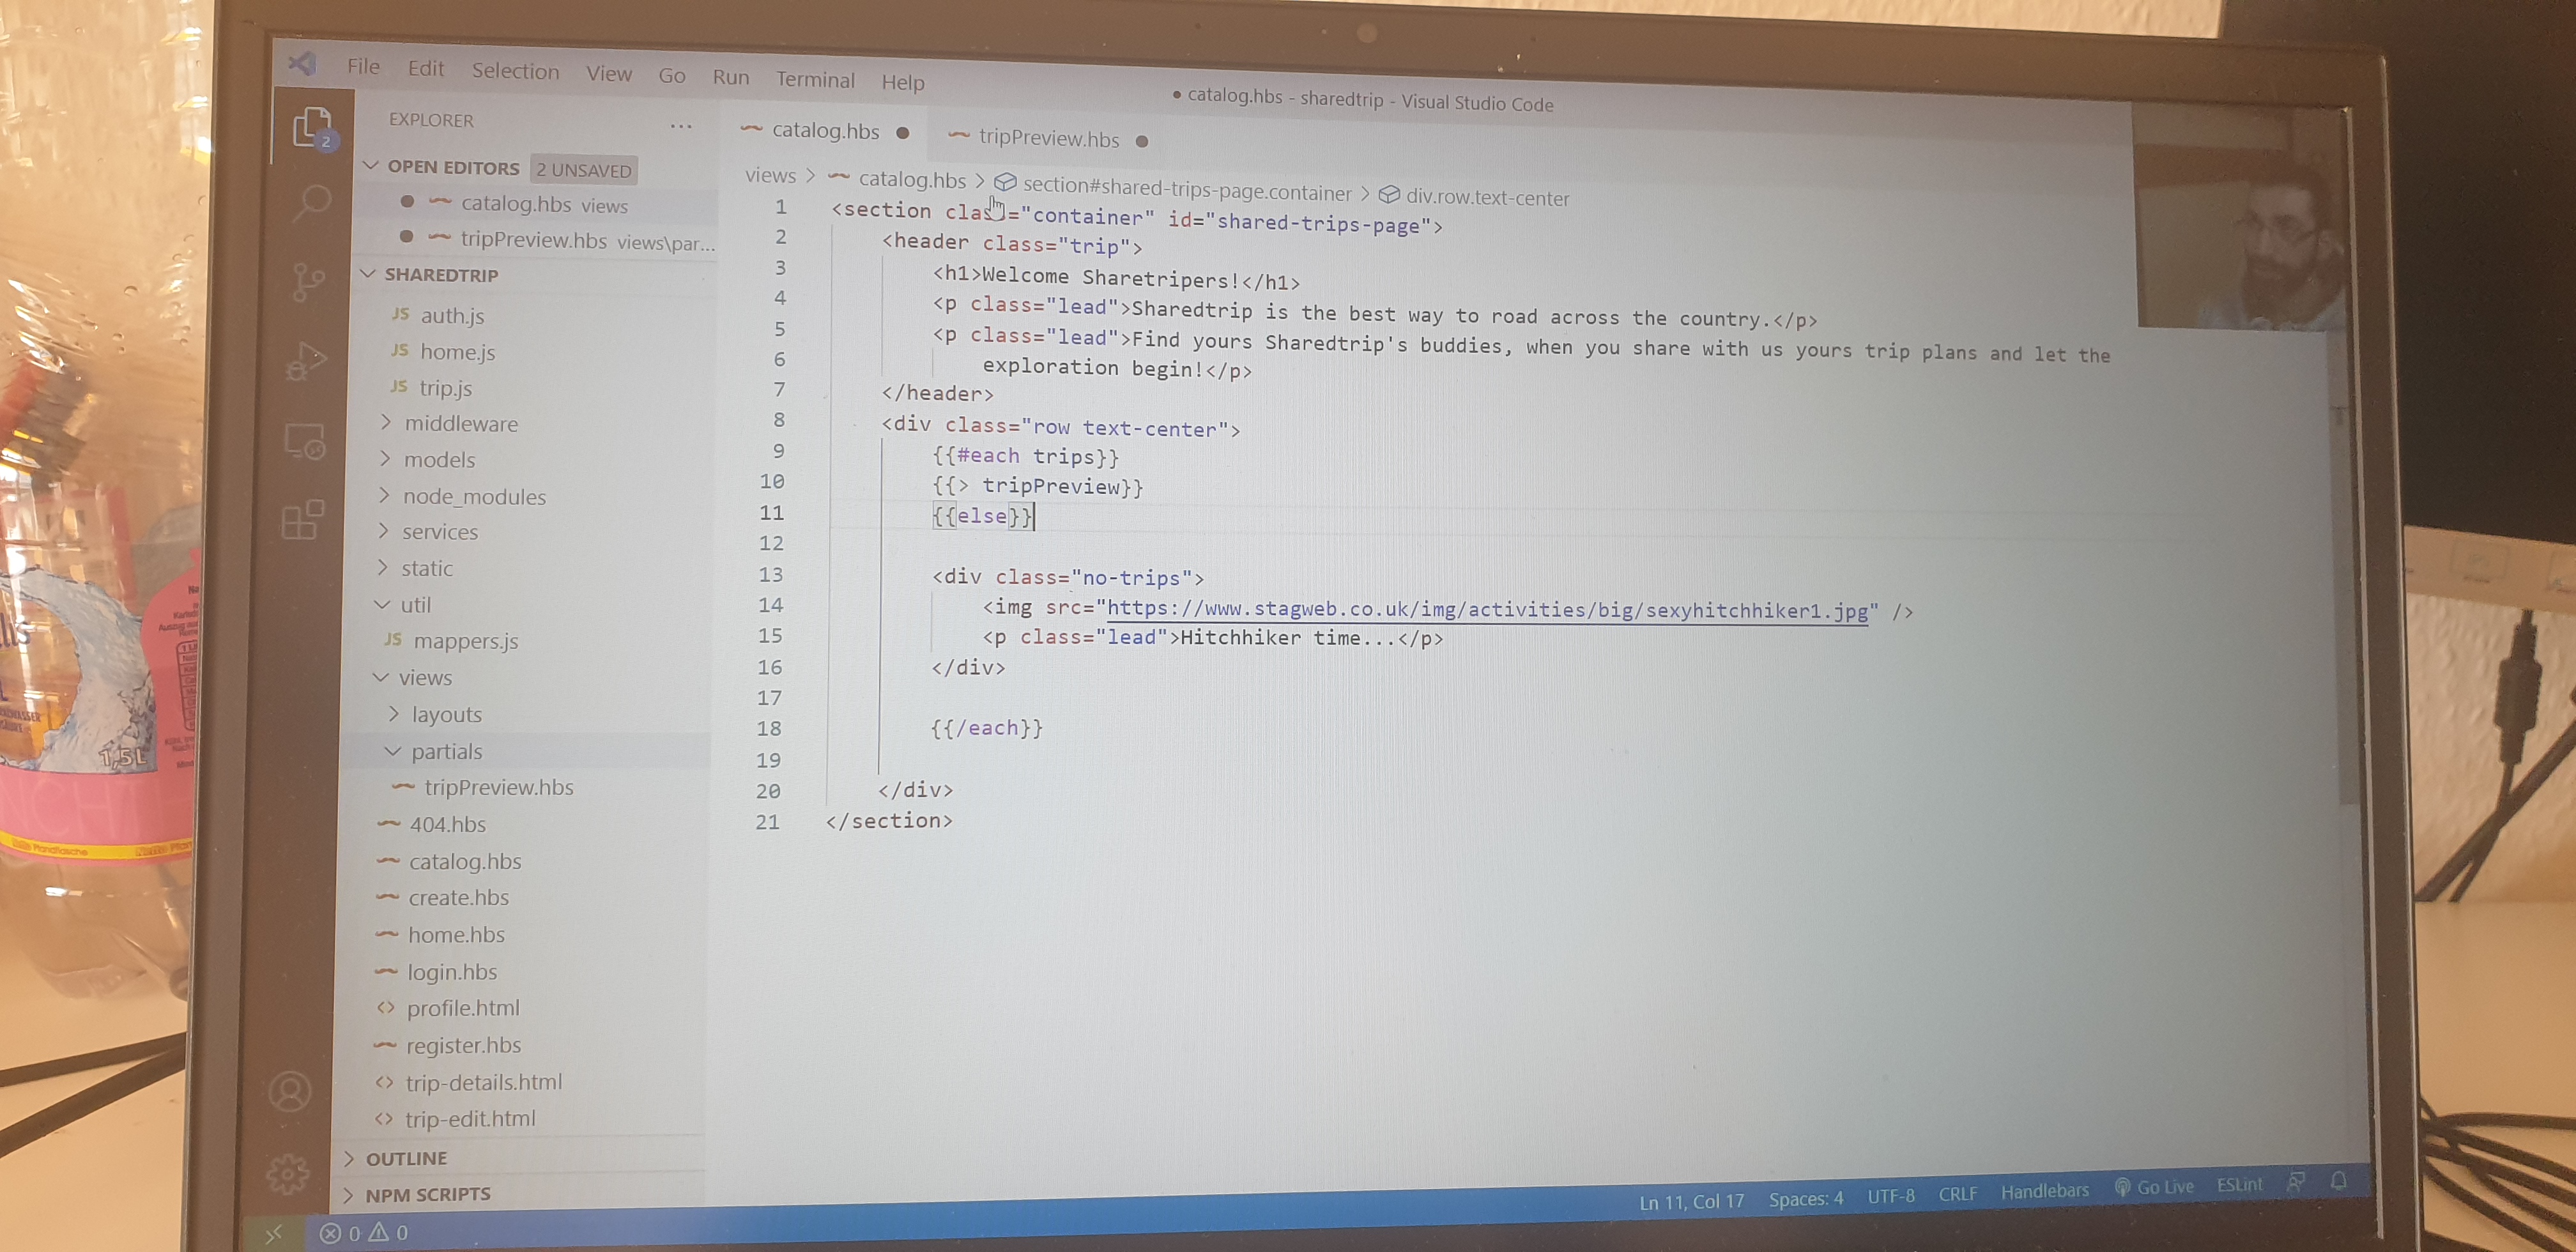 File Edit Selection View Go Run Terminal Help
● catalog.hbs - sharedtrip - Visual Studio Code
2
EXPLORER ...
OPEN EDITORS 2 UNSAVED
catalog.hbs views
tripPreview.hbs views\par...
SHAREDTRIP
JS auth.js
JS home.js
JS trip.js
middleware
models
node_modules
services
static
util
JS mappers.js
views
layouts
partials
tripPreview.hbs
404.hbs
catalog.hbs
create.hbs
home.hbs
login.hbs
<> profile.html
register.hbs
<> trip-details.html
<> trip-edit.html
OUTLINE
NPM SCRIPTS
catalog.hbs ● tripPreview.hbs ●
views > catalog.hbs > section#shared-trips-page.container > div.row.text-center
1 <section class="container" id="shared-trips-page">
2 <header class="trip">
3 <h1>Welcome Sharetripers!</h1>
4 <p class="lead">Sharedtrip is the best way to road across the country.</p>
5 <p class="lead">Find yours Sharedtrip's buddies, when you share with us yours trip plans and let the
6 exploration begin!</p>
7 </header>
8 <div class="row text-center">
9 {{#each trips}}
10 {{> tripPreview}}
11 {{else}}
12
13 <div class="no-trips">
14 <img src="https://www.stagweb.co.uk/img/activities/big/sexyhitchhiker1.jpg" />
15 <p class="lead">Hitchhiker time...</p>
16 </div>
17
18 {{/each}}
19
20 </div>
21 </section>
0 0
Ln 11, Col 17 Spaces: 4 UTF-8 CRLF Handlebars Go Live ESLint
1,5L